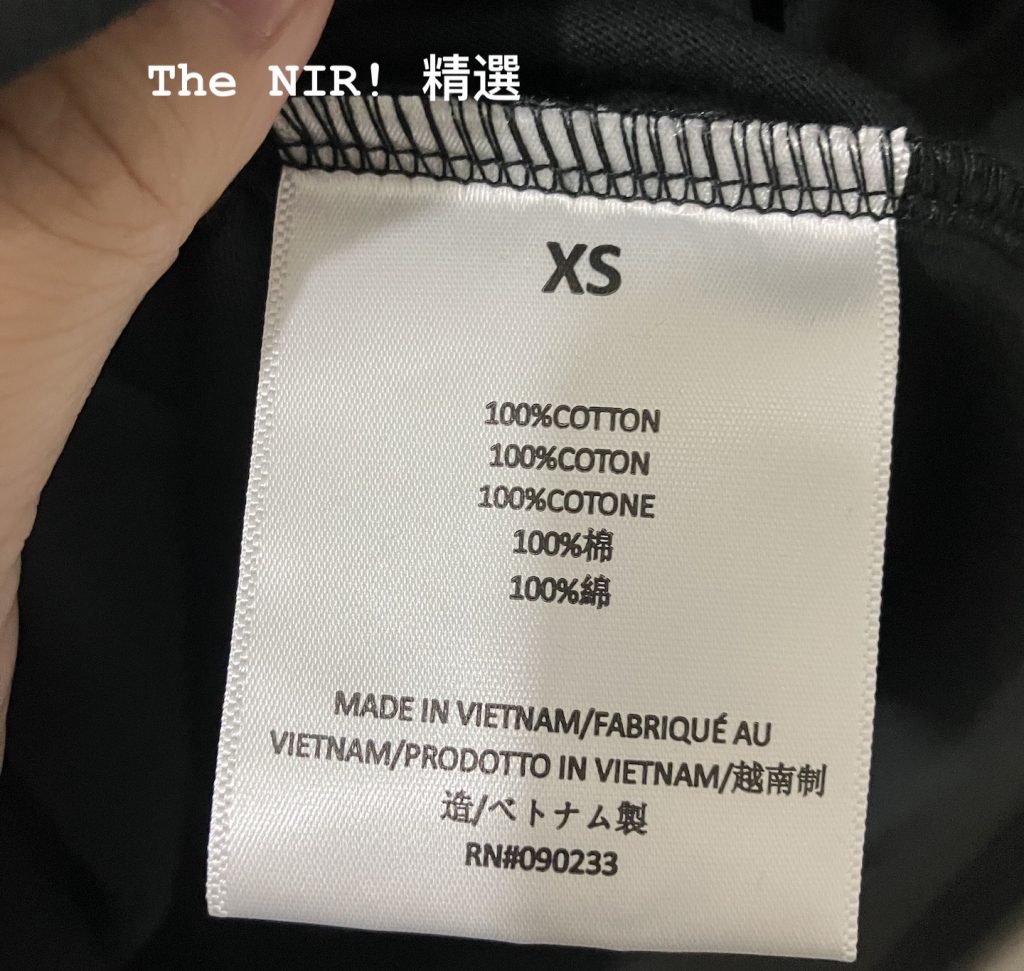 The NIR! 精選
XS
100%COTTON
100%COTON
100%COTONE
100%棉
100%綿
MADE IN VIETNAM/FABRIQUÉ AU
VIETNAM/PRODOTTO IN VIETNAM/越南制
造/ベトナム製
RN#090233